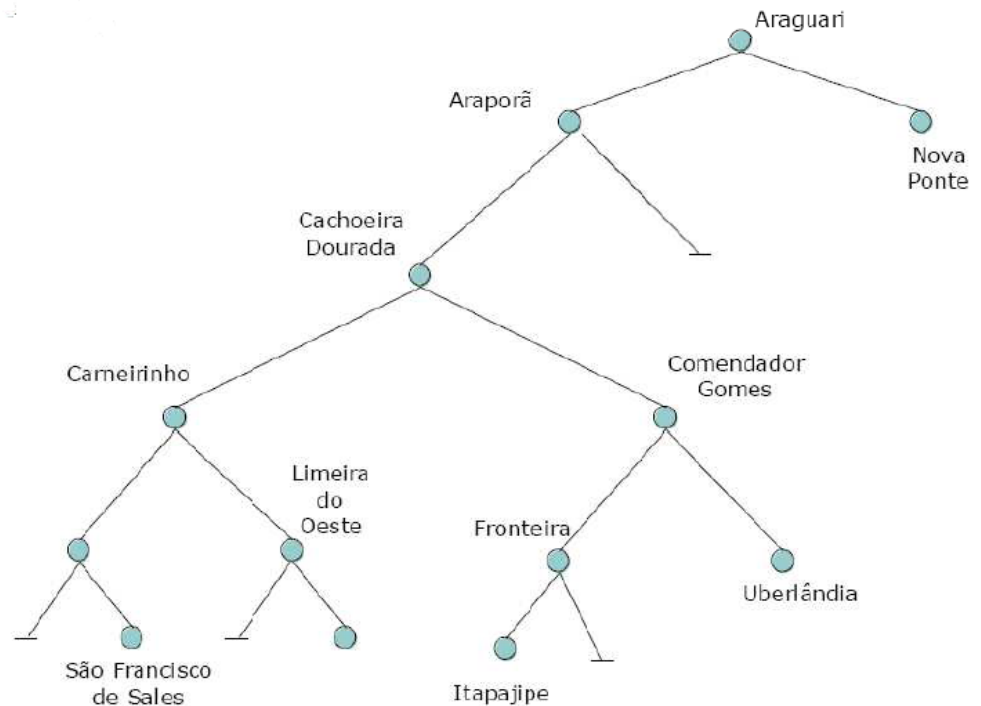 Araguari
Araporã
Nova
Ponte
Cachoeira
Dourada
Carneirinho
Comendador
Gomes
Limeira
do
Oeste
Fronteira
Uberlândia
São Francisco
de Sales
Itapajipe